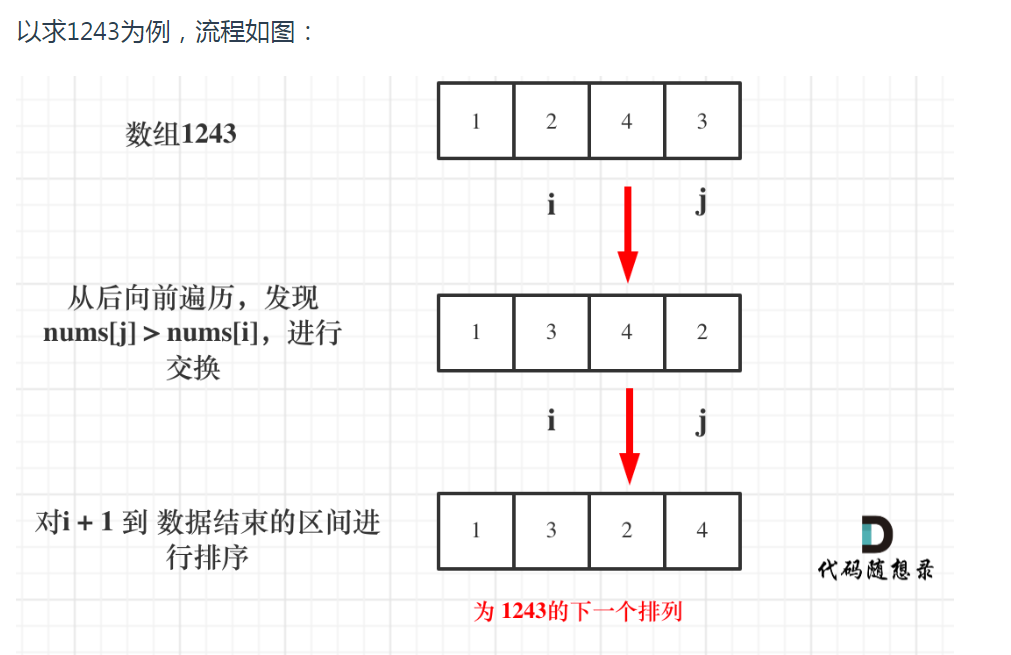 以求1243为例，流程如图：
数组1243
1 2 4 3
i j
从后向前遍历，发现
nums[j] > nums[i]，进行
交换
1 3 4 2
i j
对i + 1 到 数据结束的区间进
行排序
1 3 2 4
代码随想录
为 1243的下一个排列